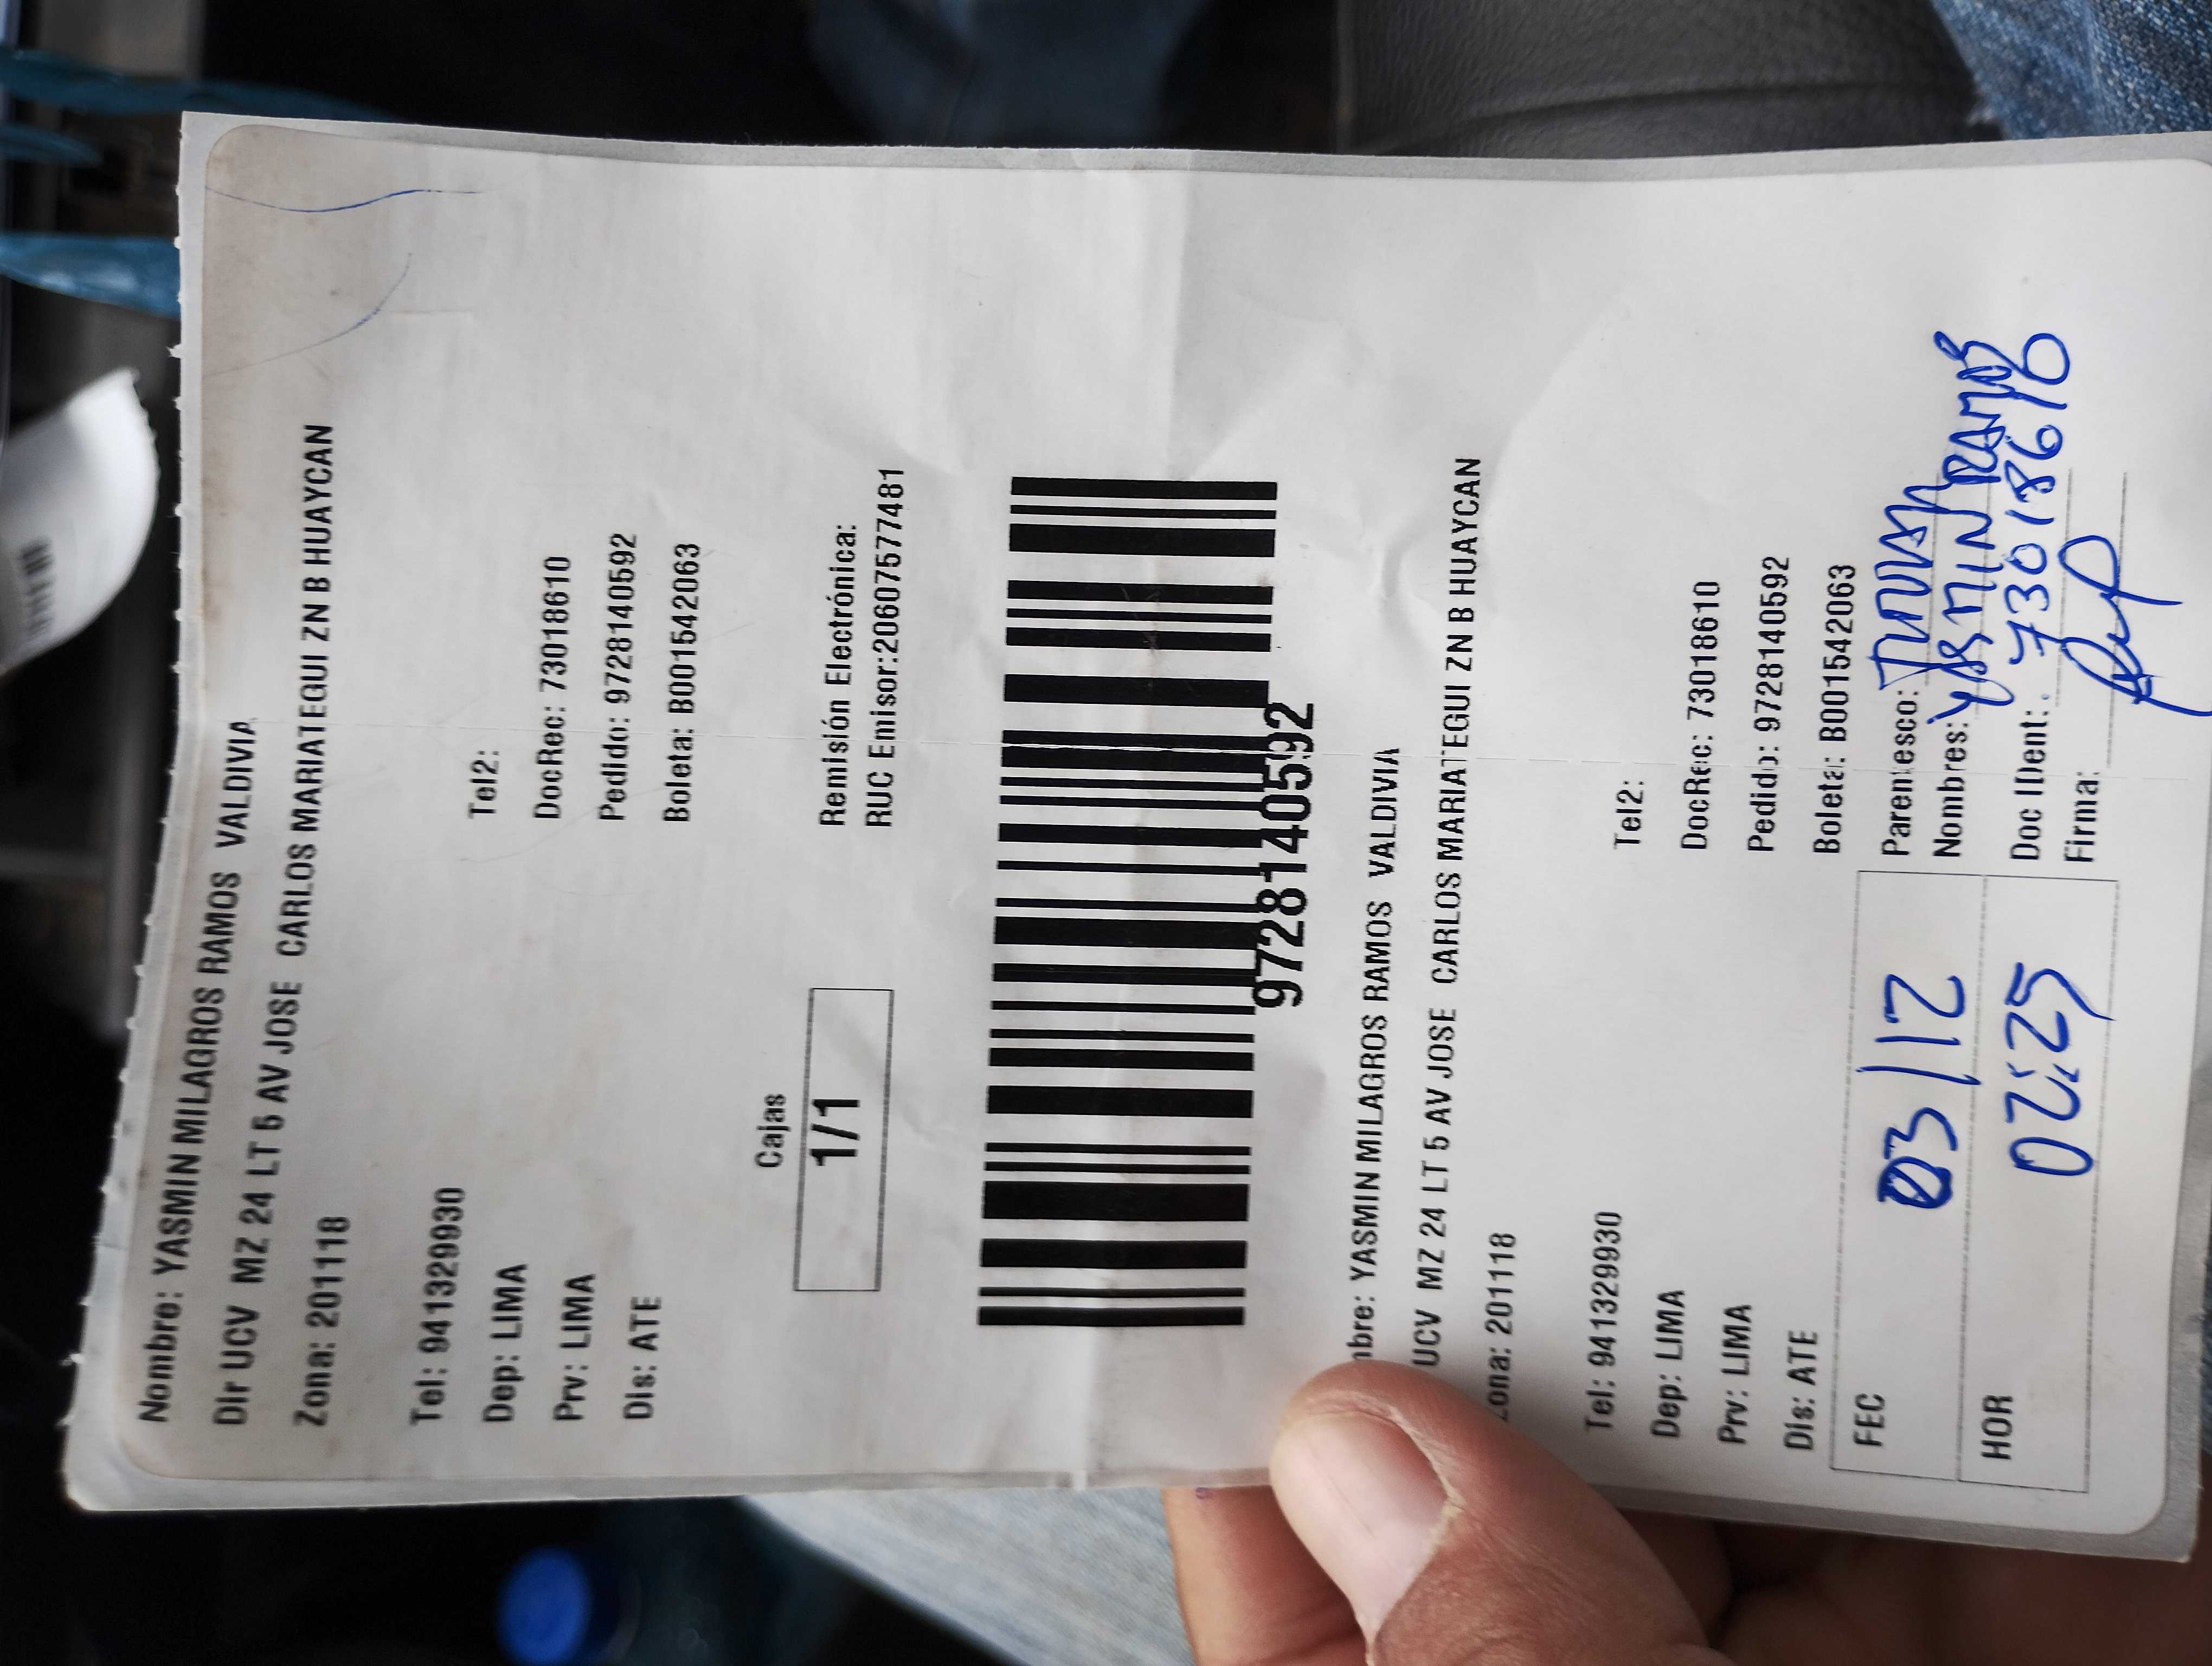 Nombre: YASMIN MILAGROS RAMOS VALDIVIA
Dir UCV MZ 24 LT 5 AV JOSE CARLOS MARIATEGUI ZN B HUAYCAN
Zona: 201118
Tel: 941329930 Tel2:
Dep: LIMA DocRec: 73018610
Prv: LIMA Pedido: 9728140592
Dis: ATE Boleta: B001542063
Cajas
1/1
Remisión Electrónica:
RUC Emisor:20607577481
9728140592
mbre: YASMIN MILAGROS RAMOS VALDIVIA
UCV MZ 24 LT 5 AV JOSE CARLOS MARIATEGUI ZN B HUAYCAN
Zona: 201118
Tel: 941329930 Tel2:
Dep: LIMA DocRec: 73018610
Prv: LIMA Pedido: 9728140592
Dis: ATE Boleta: B001542063
FEC 03/12 Parentesco:
Nombres: YASMIN RAMOS
HOR 02:25 Doc IDent: 73018610
Firma: